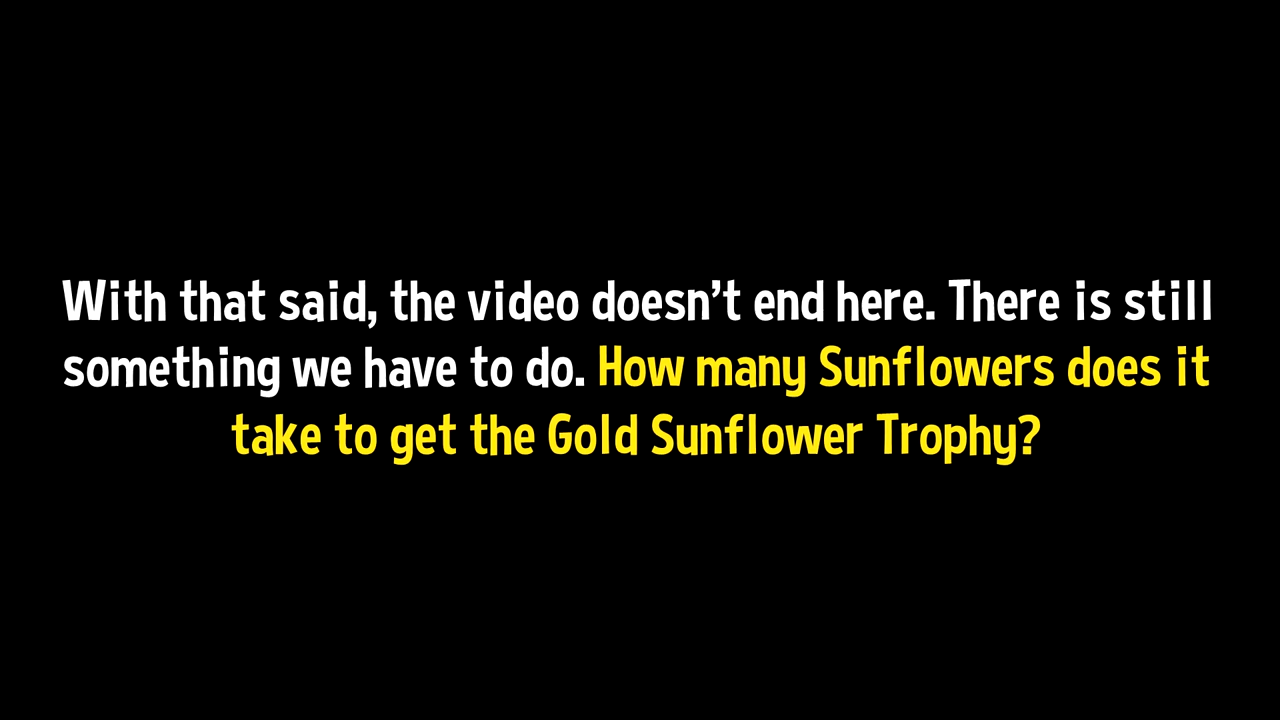 With that said, the video doesn’t end here. There is still
something we have to do. How many Sunflowers does it
take to get the Gold Sunflower Trophy?